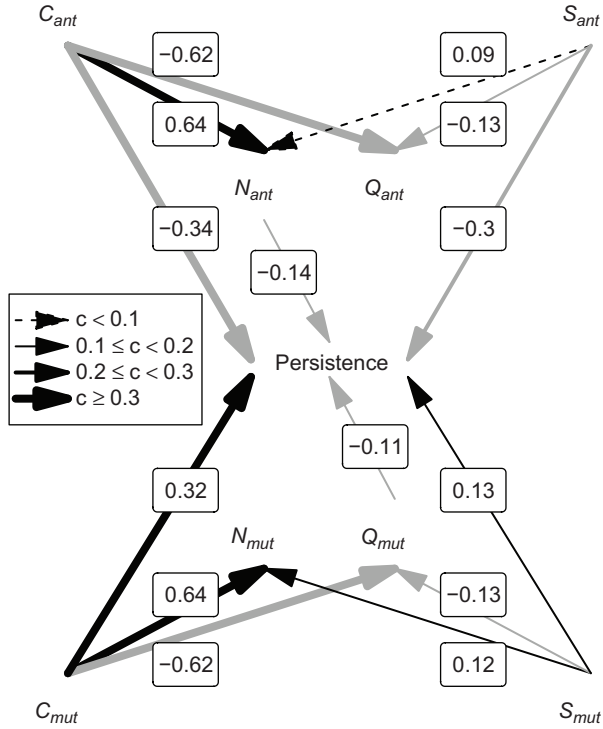 C_ant
S_ant
−0.62
0.09
0.64
−0.13
N_ant
Q_ant
−0.34
−0.3
−0.14
c < 0.1
0.1 ≤ c < 0.2
0.2 ≤ c < 0.3
c ≥ 0.3
Persistence
−0.11
0.32
0.13
N_mut
Q_mut
0.64
−0.13
−0.62
0.12
C_mut
S_mut